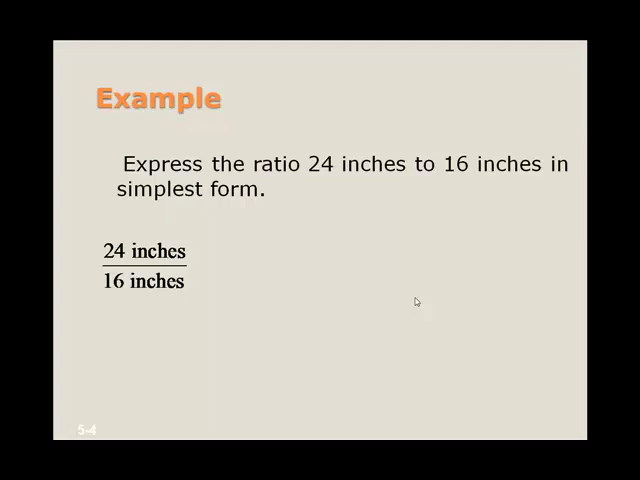 Example
Express the ratio 24 inches to 16 inches in
simplest form.
24 inches
16 inches
5-4